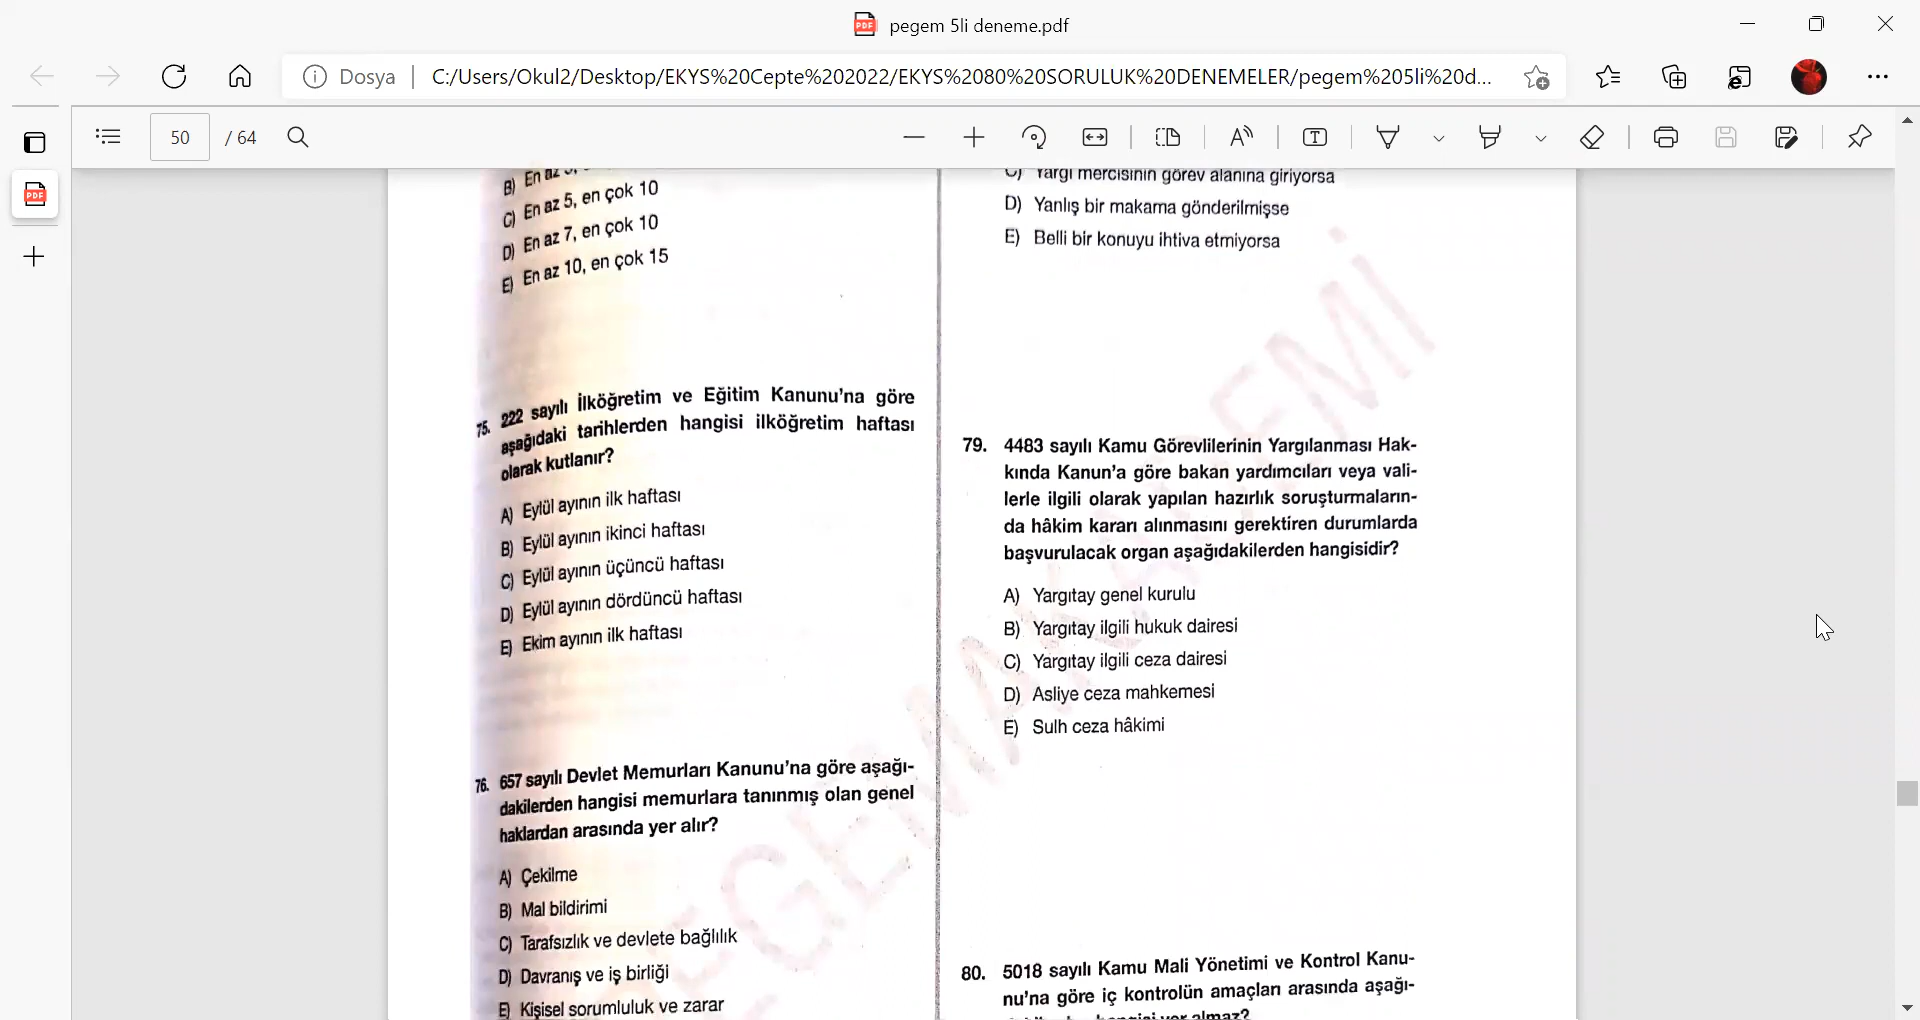 pegem 5li deneme.pdf
Dosya
C:/Users/Okul2/Desktop/EKYS%20Cepte%202022/EKYS%2080%20SORULUK%20DENEMELER/pegem%205li%20d...
50 / 64
B) En az
C) En az 5, en çok 10
D) En az 7, en çok 10
E) En az 10, en çok 15
75. 222 sayılı İlköğretim ve Eğitim Kanunu'na göre
aşağıdaki tarihlerden hangisi ilköğretim haftası
olarak kutlanır?
A) Eylül ayının ilk haftası
B) Eylül ayının ikinci haftası
C) Eylül ayının üçüncü haftası
D) Eylül ayının dördüncü haftası
E) Ekim ayının ilk haftası
76. 657 sayılı Devlet Memurları Kanunu'na göre aşağı-
dakilerden hangisi memurlara tanınmış olan genel
haklardan arasında yer alır?
A) Çekilme
B) Mal bildirimi
C) Tarafsızlık ve devlete bağlılık
D) Davranış ve iş birliği
E) Kişisel sorumluluk ve zarar
C) Yargı mercisinin görev alanına giriyorsa
D) Yanlış bir makama gönderilmişse
E) Belli bir konuyu ihtiva etmiyorsa
79. 4483 sayılı Kamu Görevlilerinin Yargılanması Hak-
kında Kanun'a göre bakan yardımcıları veya vali-
lerle ilgili olarak yapılan hazırlık soruşturmaların-
da hâkim kararı alınmasını gerektiren durumlarda
başvurulacak organ aşağıdakilerden hangisidir?
A) Yargıtay genel kurulu
B) Yargıtay ilgili hukuk dairesi
C) Yargıtay ilgili ceza dairesi
D) Asliye ceza mahkemesi
E) Sulh ceza hâkimi
80. 5018 sayılı Kamu Mali Yönetimi ve Kontrol Kanu-
nu'na göre iç kontrolün amaçları arasında aşağı-
hangisi yer almaz?
PEGEM AKADEMİ